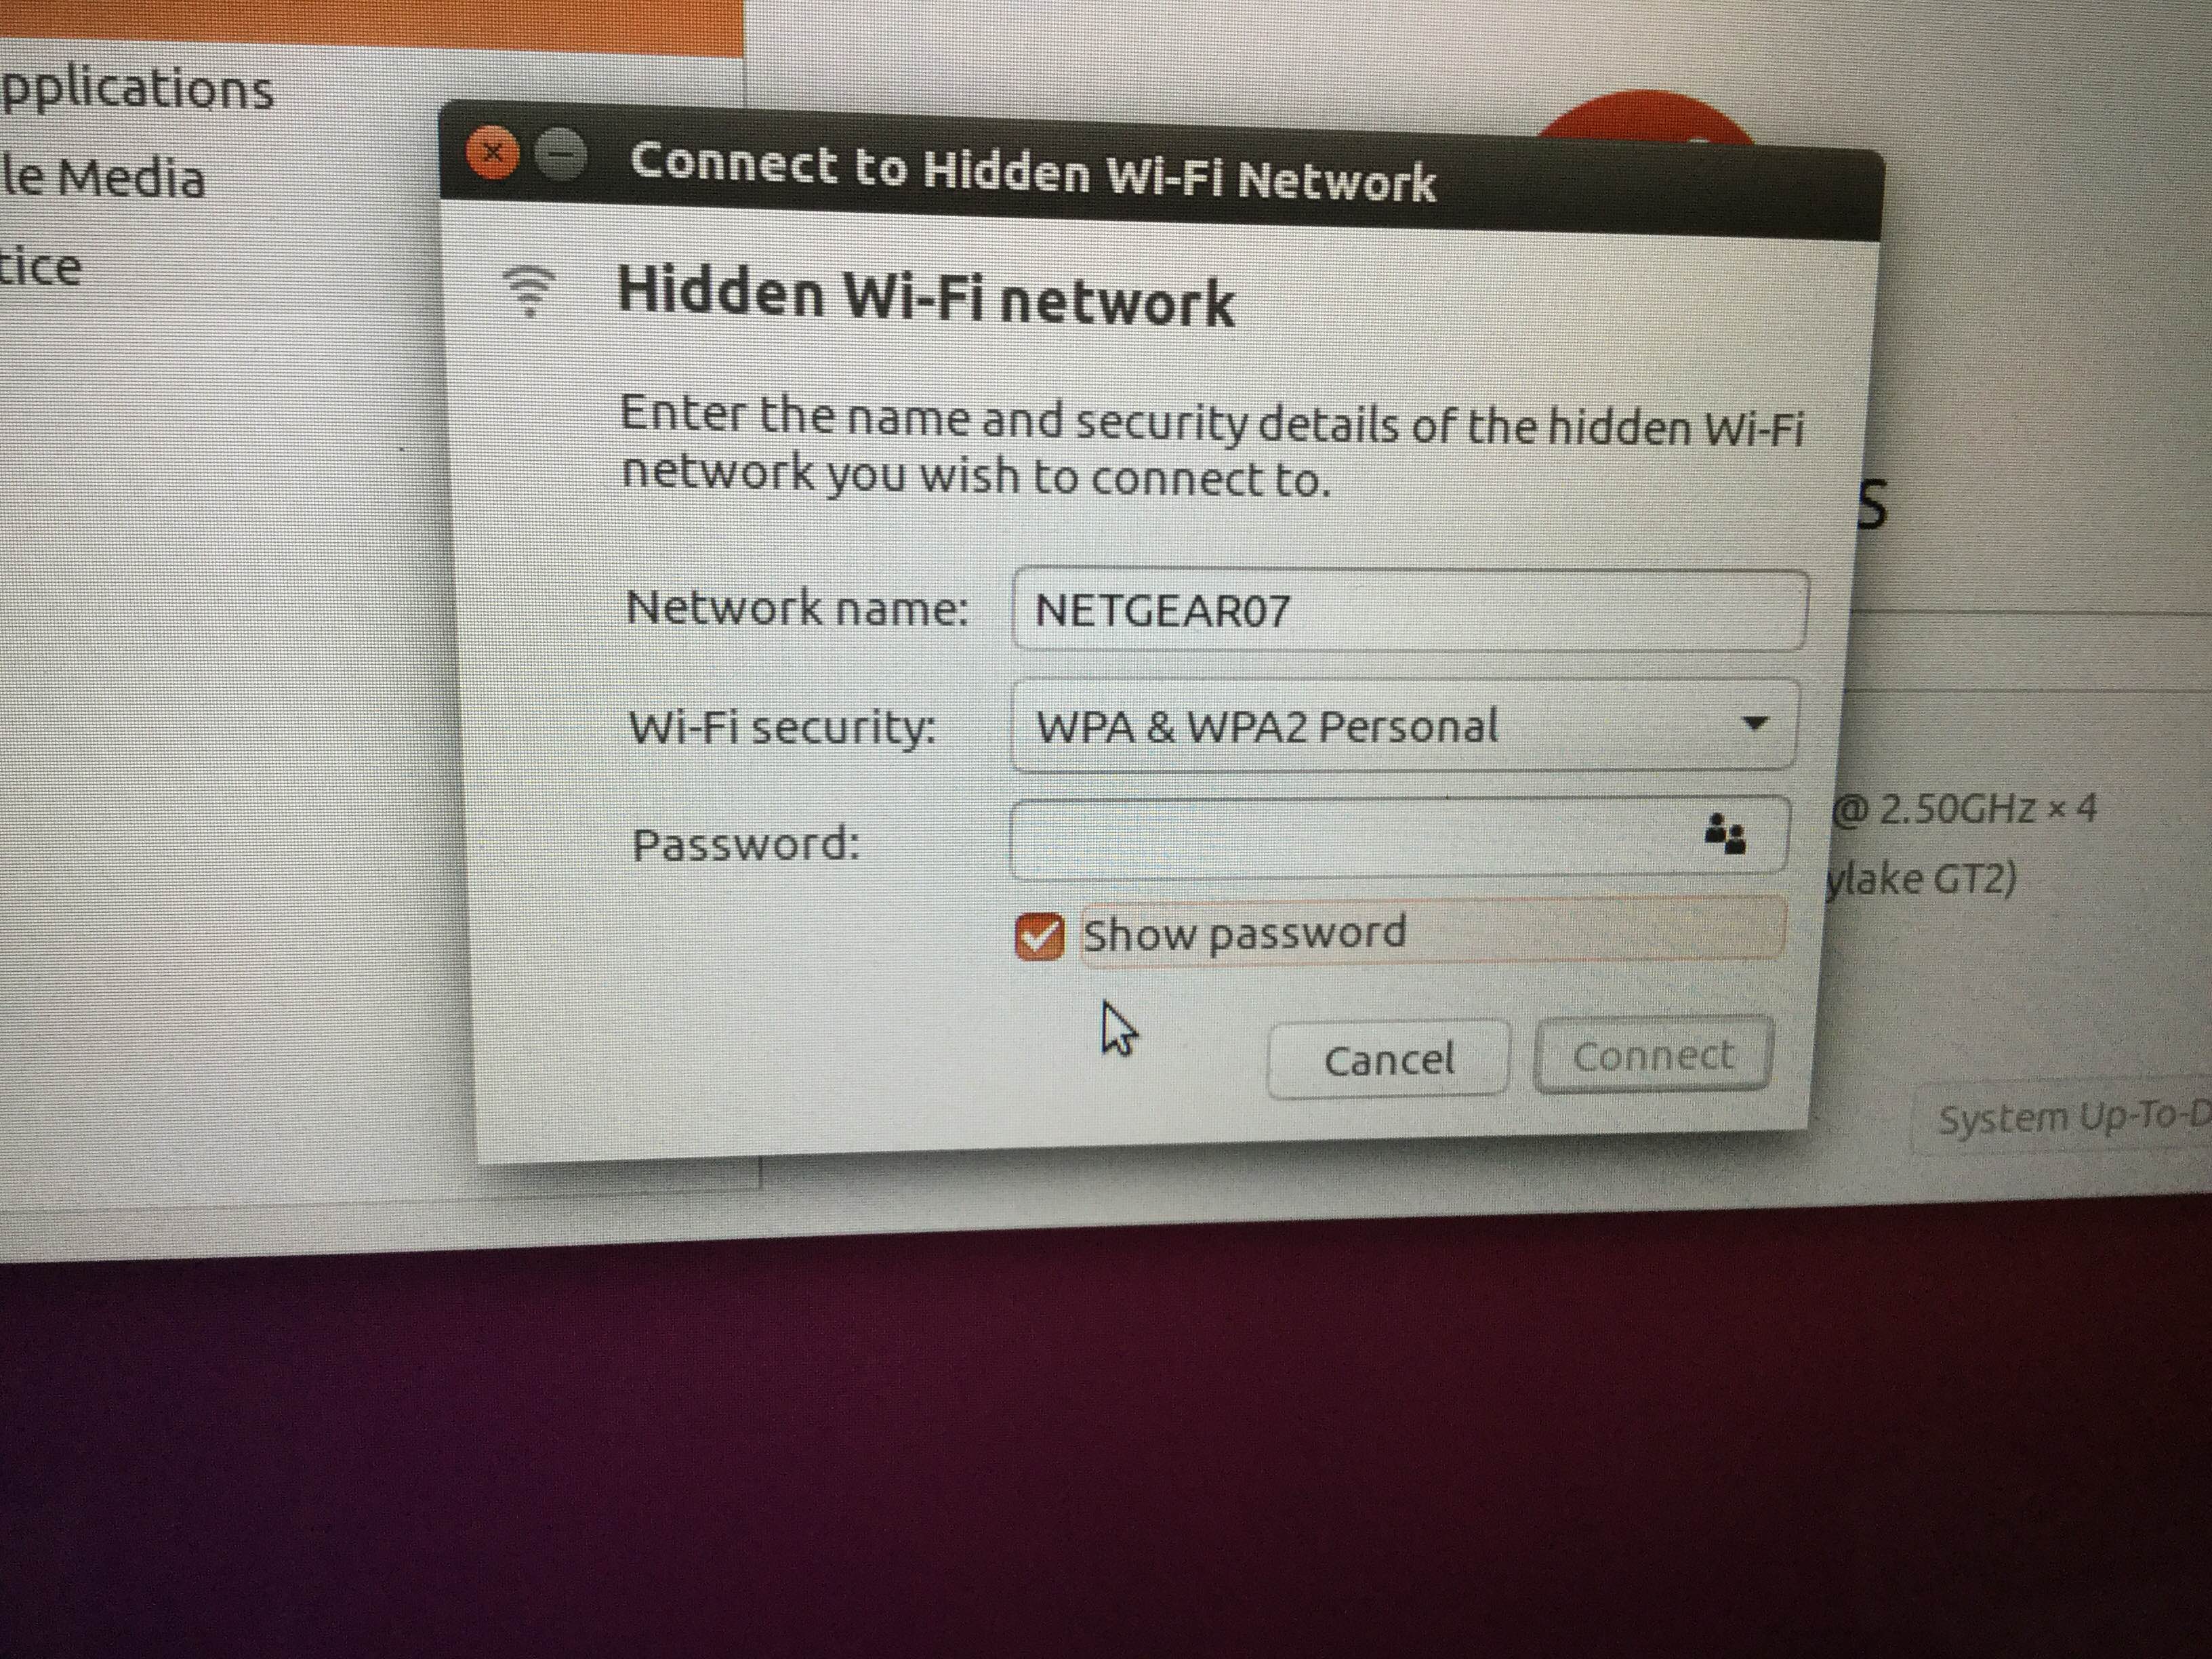 pplications
le Media
tice
Connect to Hidden Wi-Fi Network
Hidden Wi-Fi network
Enter the name and security details of the hidden Wi-Fi
network you wish to connect to.
Network name: NETGEAR07
Wi-Fi security: WPA & WPA2 Personal
Password:
Show password
Cancel Connect
S
@ 2.50GHz × 4
ylake GT2)
System Up-To-D